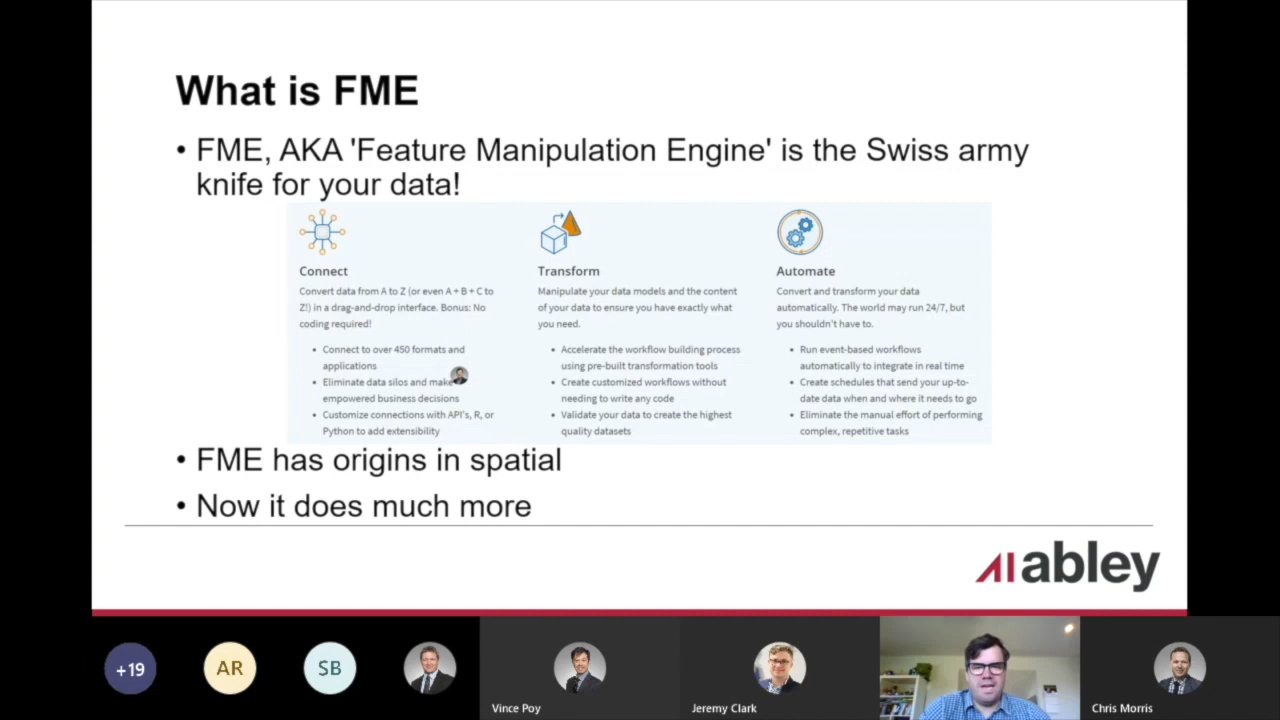 What is FME
• FME, AKA 'Feature Manipulation Engine' is the Swiss army
knife for your data!
Connect
Convert data from A to Z (or even A + B + C to
Z!) in a drag-and-drop interface. Bonus: No
coding required!
• Connect to over 450 formats and
applications
• Eliminate data silos and make
empowered business decisions
• Customize connections with API's, R, or
Python to add extensibility
Transform
Manipulate your data models and the content
of your data to ensure you have exactly what
you need.
• Accelerate the workflow building process
using pre-built transformation tools
• Create customized workflows without
needing to write any code
• Validate your data to create the highest
quality datasets
Automate
Convert and transform your data
automatically. The world may run 24/7, but
you shouldn't have to.
• Run event-based workflows
automatically to integrate in real time
• Create schedules that send your up-to-
date data when and where it needs to go
• Eliminate the manual effort of performing
complex, repetitive tasks
• FME has origins in spatial
• Now it does much more
abley
+19
AR
SB
Vince Poy
Jeremy Clark
Chris Morris